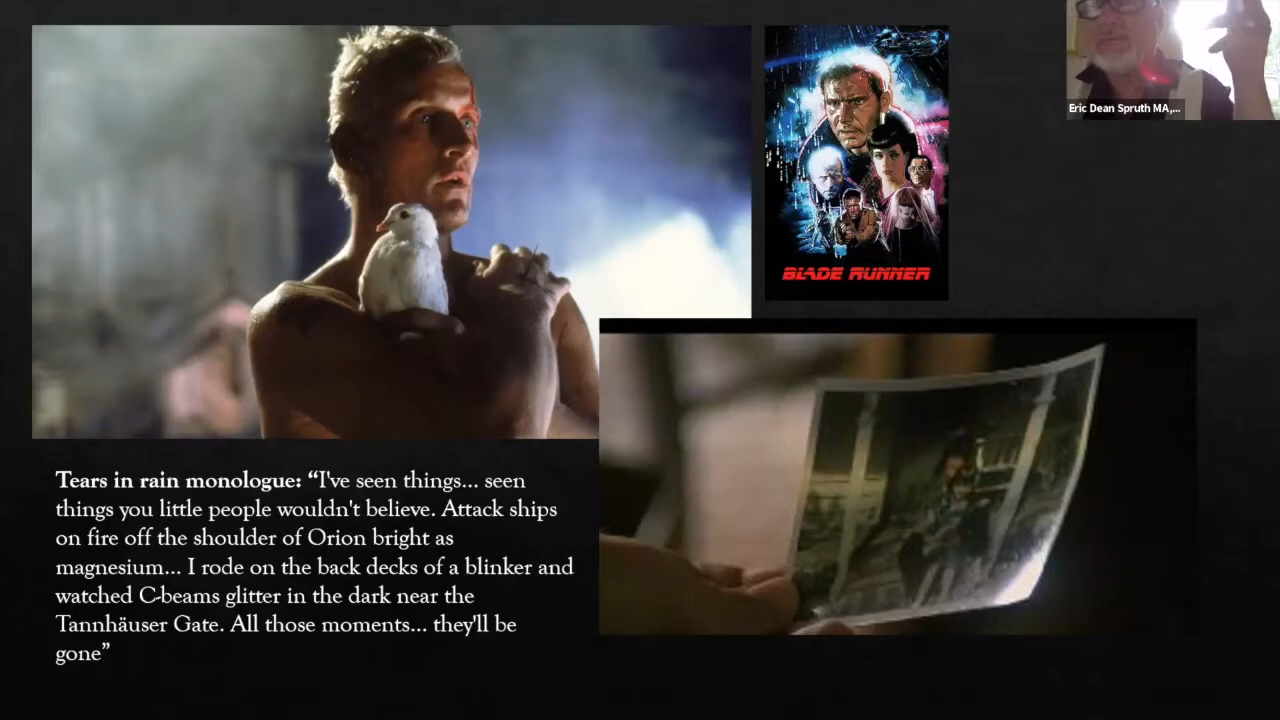 BLADE RUNNER
Eric Dean Spruth MA,...
Tears in rain monologue: “I've seen things... seen
things you little people wouldn't believe. Attack ships
on fire off the shoulder of Orion bright as
magnesium... I rode on the back decks of a blinker and
watched C-beams glitter in the dark near the
Tannhäuser Gate. All those moments... they'll be
gone”